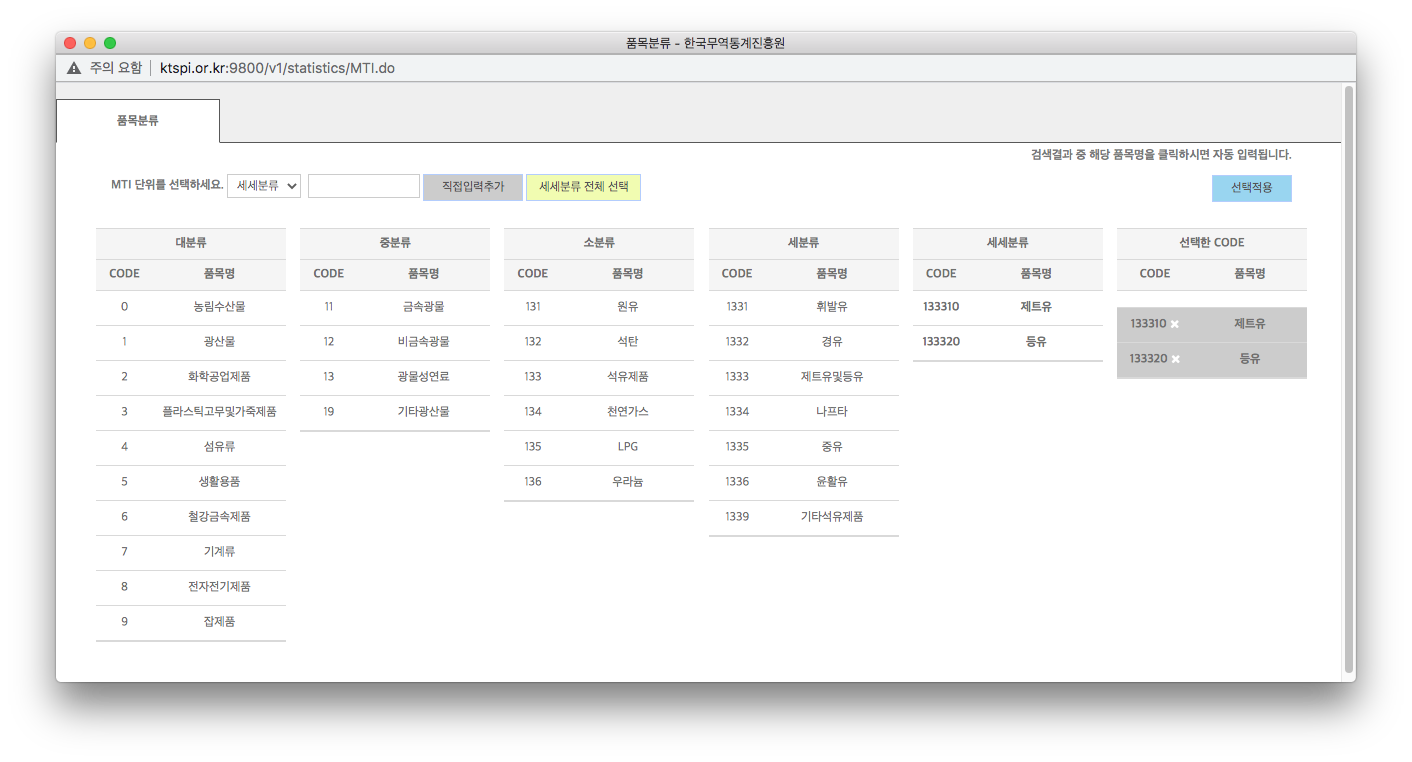 품목분류 - 한국무역통계진흥원
주의 요함 ktspi.or.kr:9800/v1/statistics/MTI.do
품목분류
검색결과 중 해당 품목명을 클릭하시면 자동 입력됩니다.
MTI 단위를 선택하세요. 세세분류 직접입력추가 세세분류 전체 선택 선택적용
대분류 중분류 소분류 세분류 세세분류 선택한 CODE
CODE 품목명 CODE 품목명 CODE 품목명 CODE 품목명 CODE 품목명 CODE 품목명
0 농림수산물 11 금속광물 131 원유 1331 휘발유 133310 제트유
133310 제트유
1 광산물 12 비금속광물 132 석탄 1332 경유 133320 등유
133320 등유
2 화학공업제품 13 광물성연료 133 석유제품 1333 제트유및등유
3 플라스틱고무및가죽제품 19 기타광산물 134 천연가스 1334 나프타
4 섬유류 135 LPG 1335 중유
5 생활용품 136 우라늄 1336 윤활유
6 철강금속제품 1339 기타석유제품
7 기계류
8 전자전기제품
9 잡제품